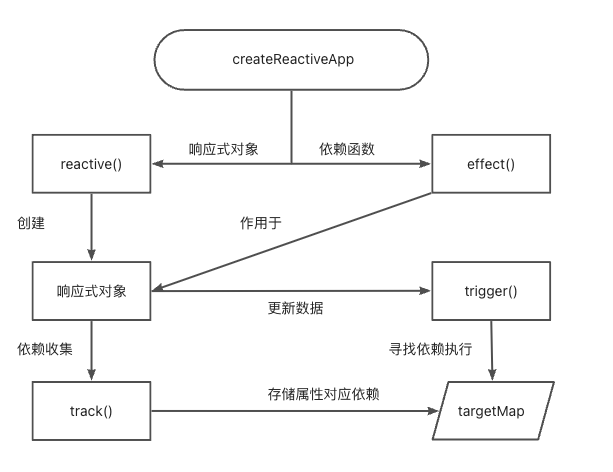 createReactiveApp
响应式对象
依赖函数
reactive()
effect()
创建
作用于
响应式对象
trigger()
更新数据
依赖收集
寻找依赖执行
存储属性对应依赖
track()
targetMap